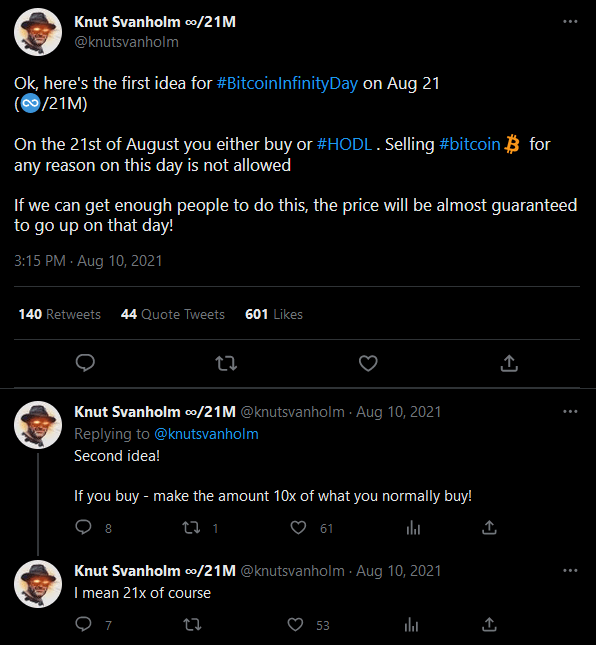 Knut Svanholm ∞/21M
@knutsvanholm
Ok, here's the first idea for #BitcoinInfinityDay on Aug 21
(♾/21M)
On the 21st of August you either buy or #HODL . Selling #bitcoin for
any reason on this day is not allowed
If we can get enough people to do this, the price will be almost guaranteed
to go up on that day!
3:15 PM · Aug 10, 2021
140 Retweets 44 Quote Tweets 601 Likes
Knut Svanholm ∞/21M @knutsvanholm · Aug 10, 2021
Replying to @knutsvanholm
Second idea!
If you buy - make the amount 10x of what you normally buy!
8 1 61
Knut Svanholm ∞/21M @knutsvanholm · Aug 10, 2021
I mean 21x of course
7 53